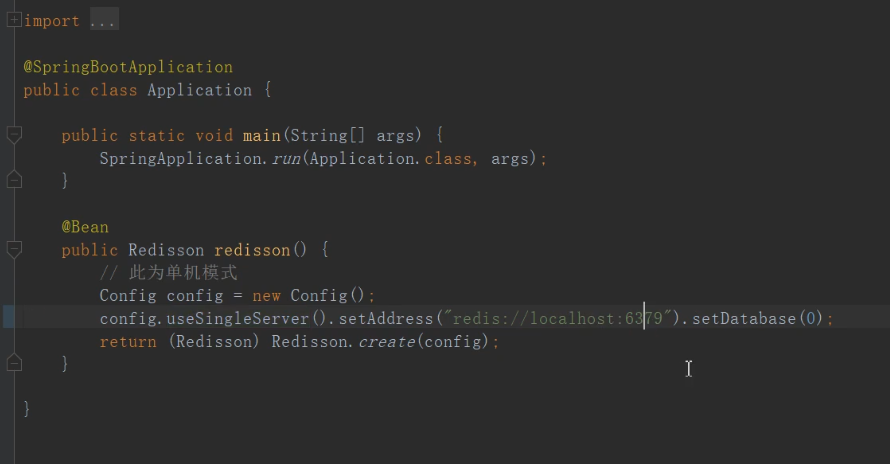 import ...
@SpringBootApplication
public class Application {
public static void main(String[] args) {
SpringApplication.run(Application.class, args);
}
@Bean
public Redisson redisson() {
// 此为单机模式
Config config = new Config();
config.useSingleServer().setAddress("redis://localhost:6379").setDatabase(0);
return (Redisson) Redisson.create(config);
}
}